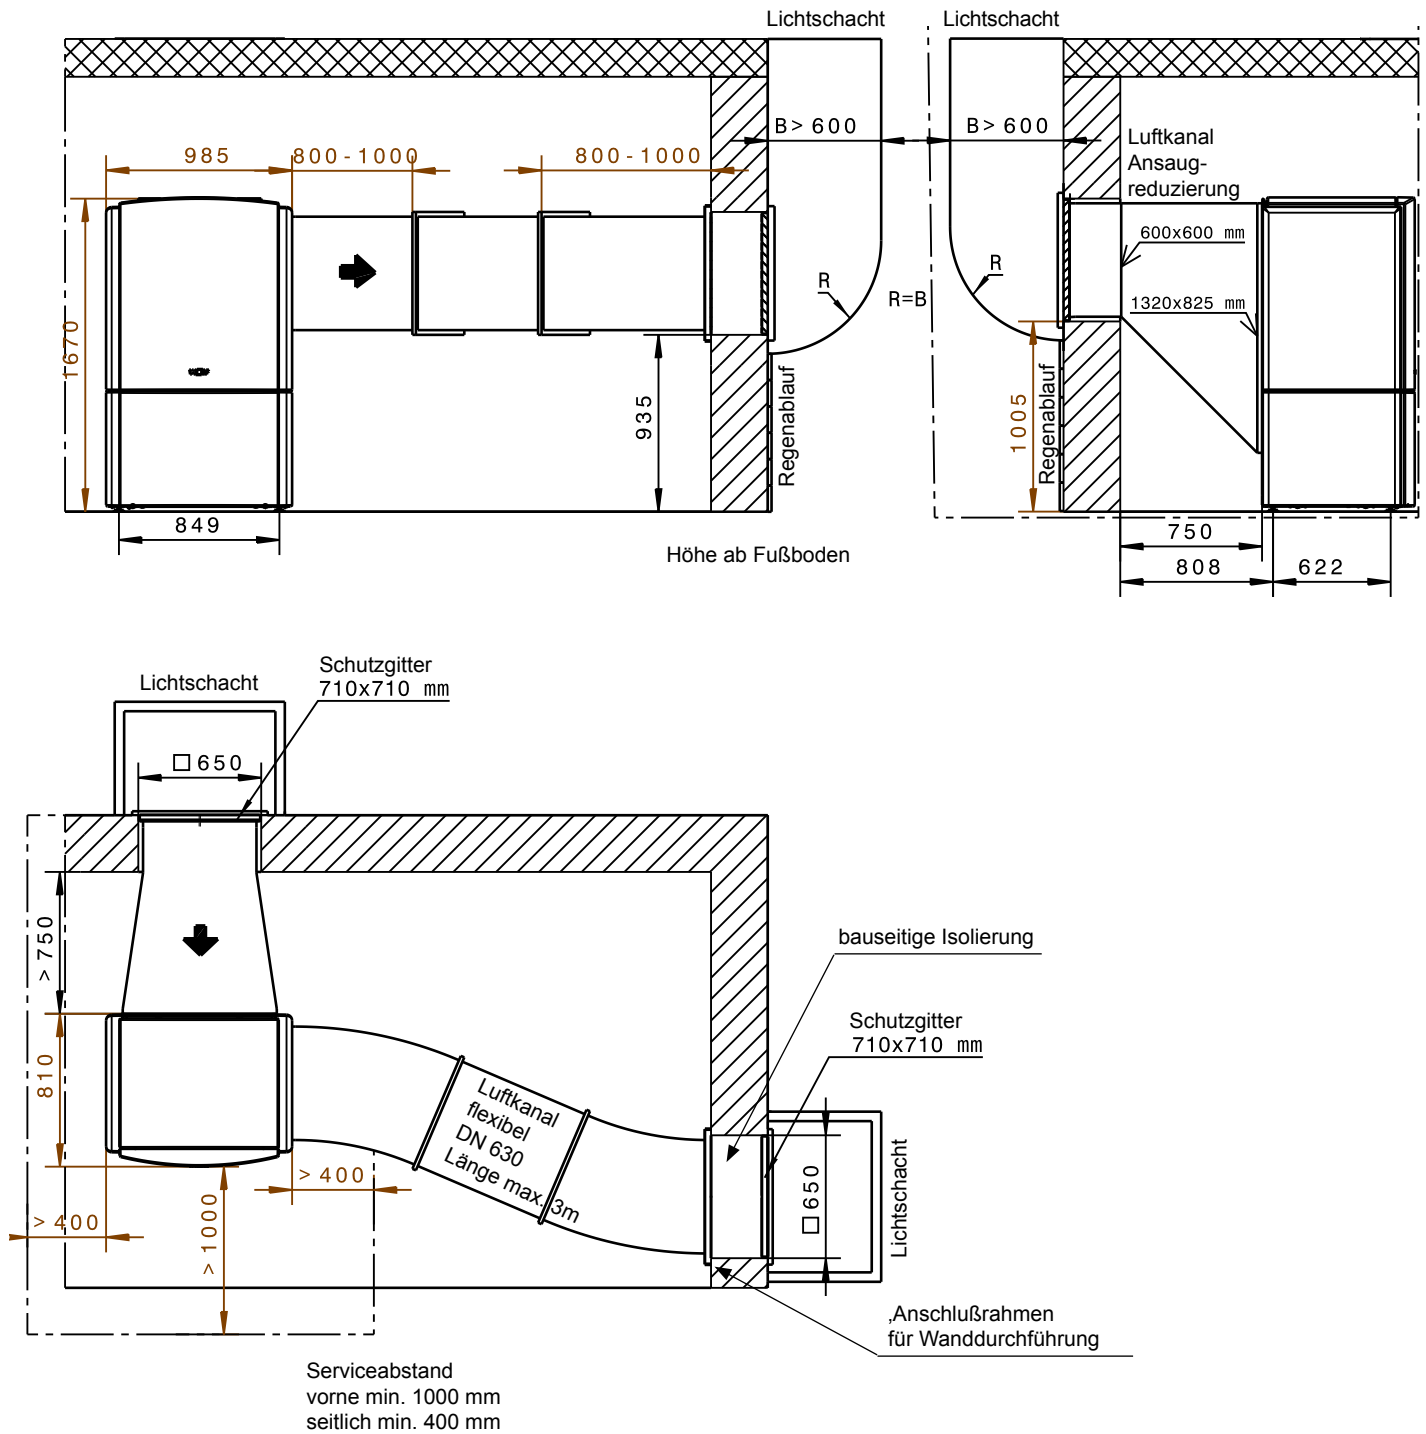 Lichtschacht
Lichtschacht
B> 600
B> 600
985
800-1000
800-1000
Luftkanal
Ansaug-
reduzierung
600x600 mm
1320x825 mm
R
R=B
R
1670
935
1005
Regenablauf
Regenablauf
849
750
808
622
Höhe ab Fußboden
Lichtschacht
Schutzgitter
710x710 mm
□650
>750
810
bauseitige Isolierung
Schutzgitter
710x710 mm
Luftkanal
flexibel
DN 630
Länge max. 3m
>400
>400
>1000
□650
Lichtschacht
,Anschlußrahmen
für Wanddurchführung
Serviceabstand
vorne min. 1000 mm
seitlich min. 400 mm